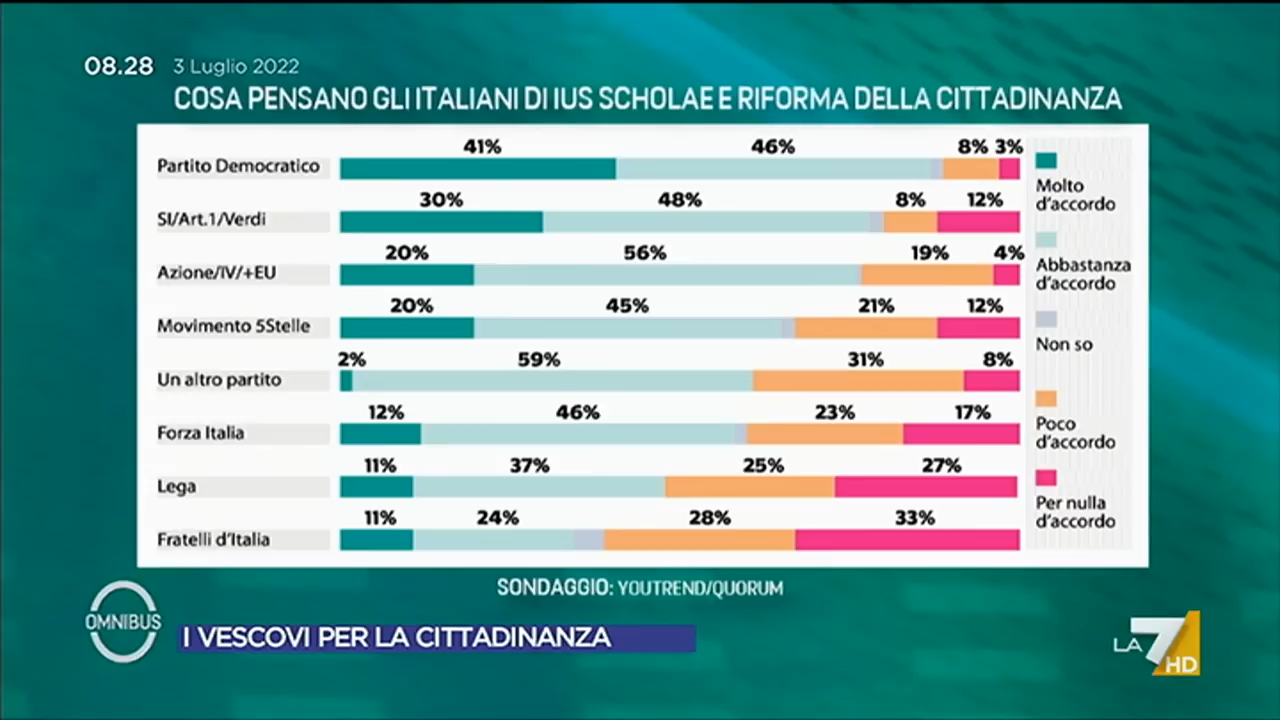 08.28 3 Luglio 2022
COSA PENSANO GLI ITALIANI DI IUS SCHOLAE E RIFORMA DELLA CITTADINANZA
41% 46% 8% 3%
Partito Democratico
30% 48% 8% 12%
SI/Art.1/Verdi
20% 56% 19% 4%
Azione/IV/+EU
20% 45% 21% 12%
Movimento 5Stelle
2% 59% 31% 8%
Un altro partito
12% 46% 23% 17%
Forza Italia
11% 37% 25% 27%
Lega
11% 24% 28% 33%
Fratelli d'Italia
Molto
d'accordo
Abbastanza
d'accordo
Non so
Poco
d'accordo
Per nulla
d'accordo
SONDAGGIO: YOUTREND/QUORUM
OMNIBUS
I VESCOVI PER LA CITTADINANZA
LA 7 HD